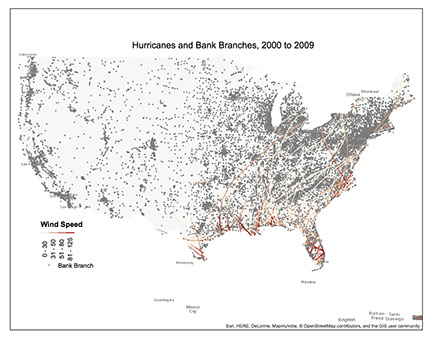 Hurricanes and Bank Branches, 2000 to 2009
Vancouver
Ottawa
Montreal
Wind Speed
0 - 30
31 - 50
51 - 80
81 - 125
Bank Branch
Monterrey
Havana
Guadalajara
Mexico
City
Port-au-
Prince
Santo
Domingo
Kingston
Esri, HERE, DeLorme, MapmyIndia, © OpenStreetMap contributors, and the GIS user community